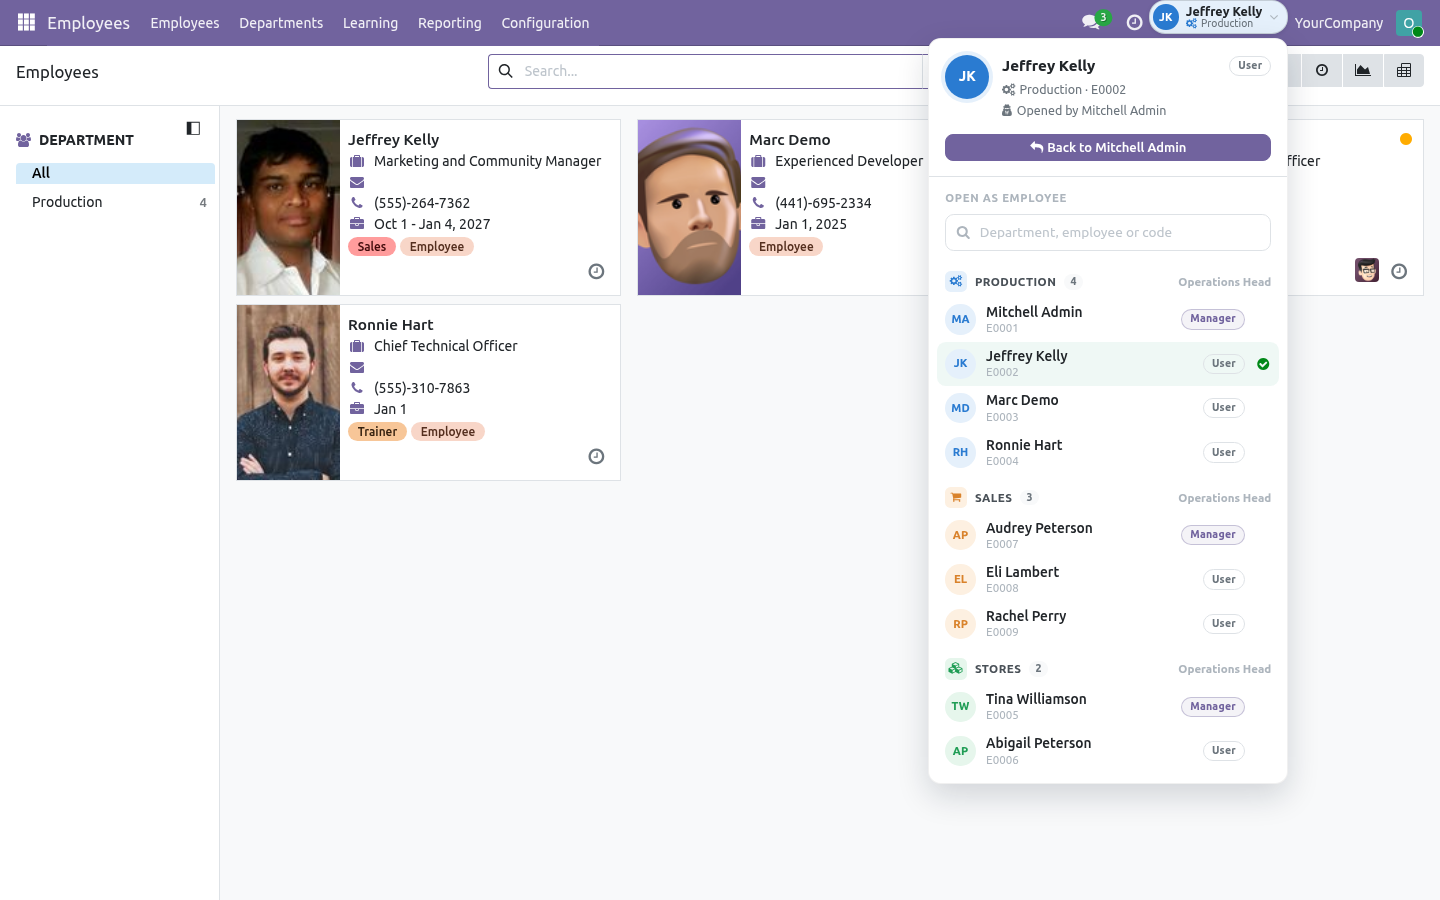 Employees
Employees
Departments
Learning
Reporting
Configuration
3
JK
Jeffrey Kelly
Production
YourCompany
O
Employees
Search...
DEPARTMENT
All
Production 4
Jeffrey Kelly
Marketing and Community Manager
(555)-264-7362
Oct 1 - Jan 4, 2027
Sales Employee
Marc Demo
Experienced Developer
(441)-695-2334
Jan 1, 2025
Employee
Ronnie Hart
Chief Technical Officer
(555)-310-7863
Jan 1
Trainer Employee
JK
Jeffrey Kelly
User
Production · E0002
Opened by Mitchell Admin
Back to Mitchell Admin
OPEN AS EMPLOYEE
Department, employee or code
PRODUCTION 4 Operations Head
MA Mitchell Admin Manager
E0001
JK Jeffrey Kelly User
E0002
MD Marc Demo User
E0003
RH Ronnie Hart User
E0004
SALES 3 Operations Head
AP Audrey Peterson Manager
E0007
EL Eli Lambert User
E0008
RP Rachel Perry User
E0009
STORES 2 Operations Head
TW Tina Williamson Manager
E0005
AP Abigail Peterson User
E0006